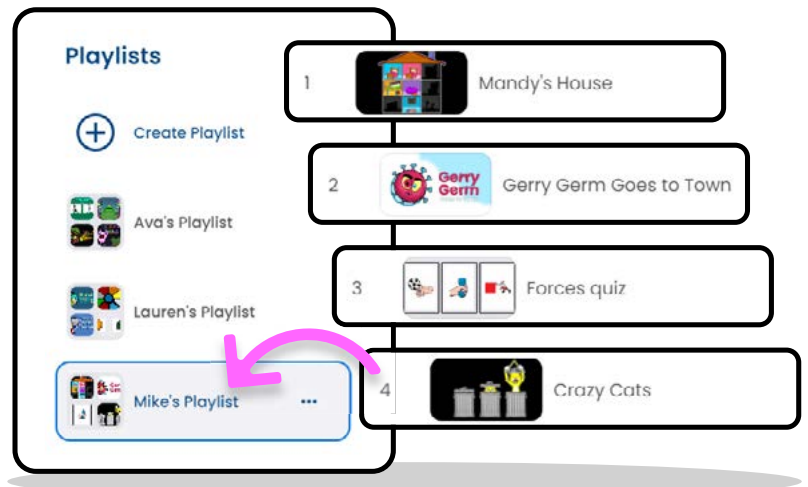 Playlists
Create Playlist
Ava's Playlist
Lauren's Playlist
Mike's Playlist
1 Mandy's House
2 Gerry Germ Gerry Germ Goes to Town
3 Forces quiz
4 Crazy Cats